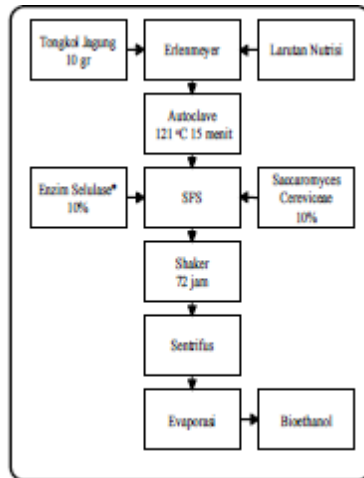 Tongkol Jagung
10 gr
Erlenmeyer
Larutan Nutrisi
Autoclave
121 ºC 15 menit
Enzim Selulase*
10%
SFS
Saccaromyces
Cereviceae
10%
Shaker
72 jam
Sentrifus
Evaporasi
Bioethanol